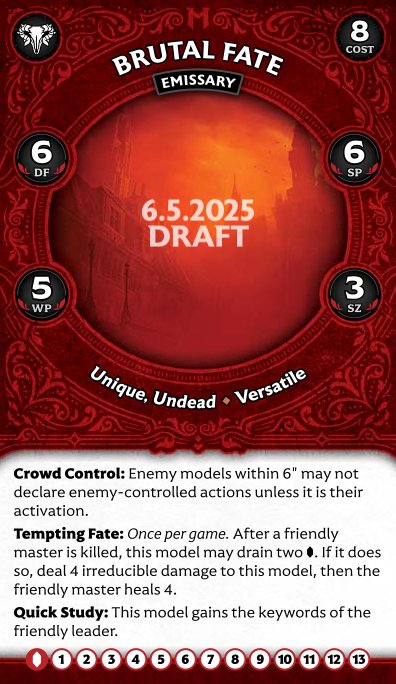 BRUTAL FATE
8
COST
EMISSARY
6
DF
6
SP
6.5.2025
DRAFT
5
WP
3
SZ
Unique, Undead ◆ Versatile
Crowd Control: Enemy models within 6" may not
declare enemy-controlled actions unless it is their
activation.
Tempting Fate: Once per game. After a friendly
master is killed, this model may drain two ⬮. If it does
so, deal 4 irreducible damage to this model, then the
friendly master heals 4.
Quick Study: This model gains the keywords of the
friendly leader.
1 2 3 4 5 6 7 8 9 10 11 12 13